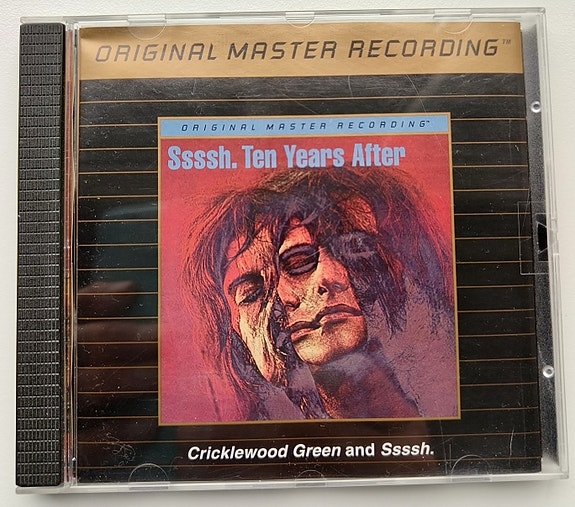 ORIGINAL MASTER RECORDING™
ORIGINAL MASTER RECORDING™
Ssssh. Ten Years After
Cricklewood Green and Ssssh.